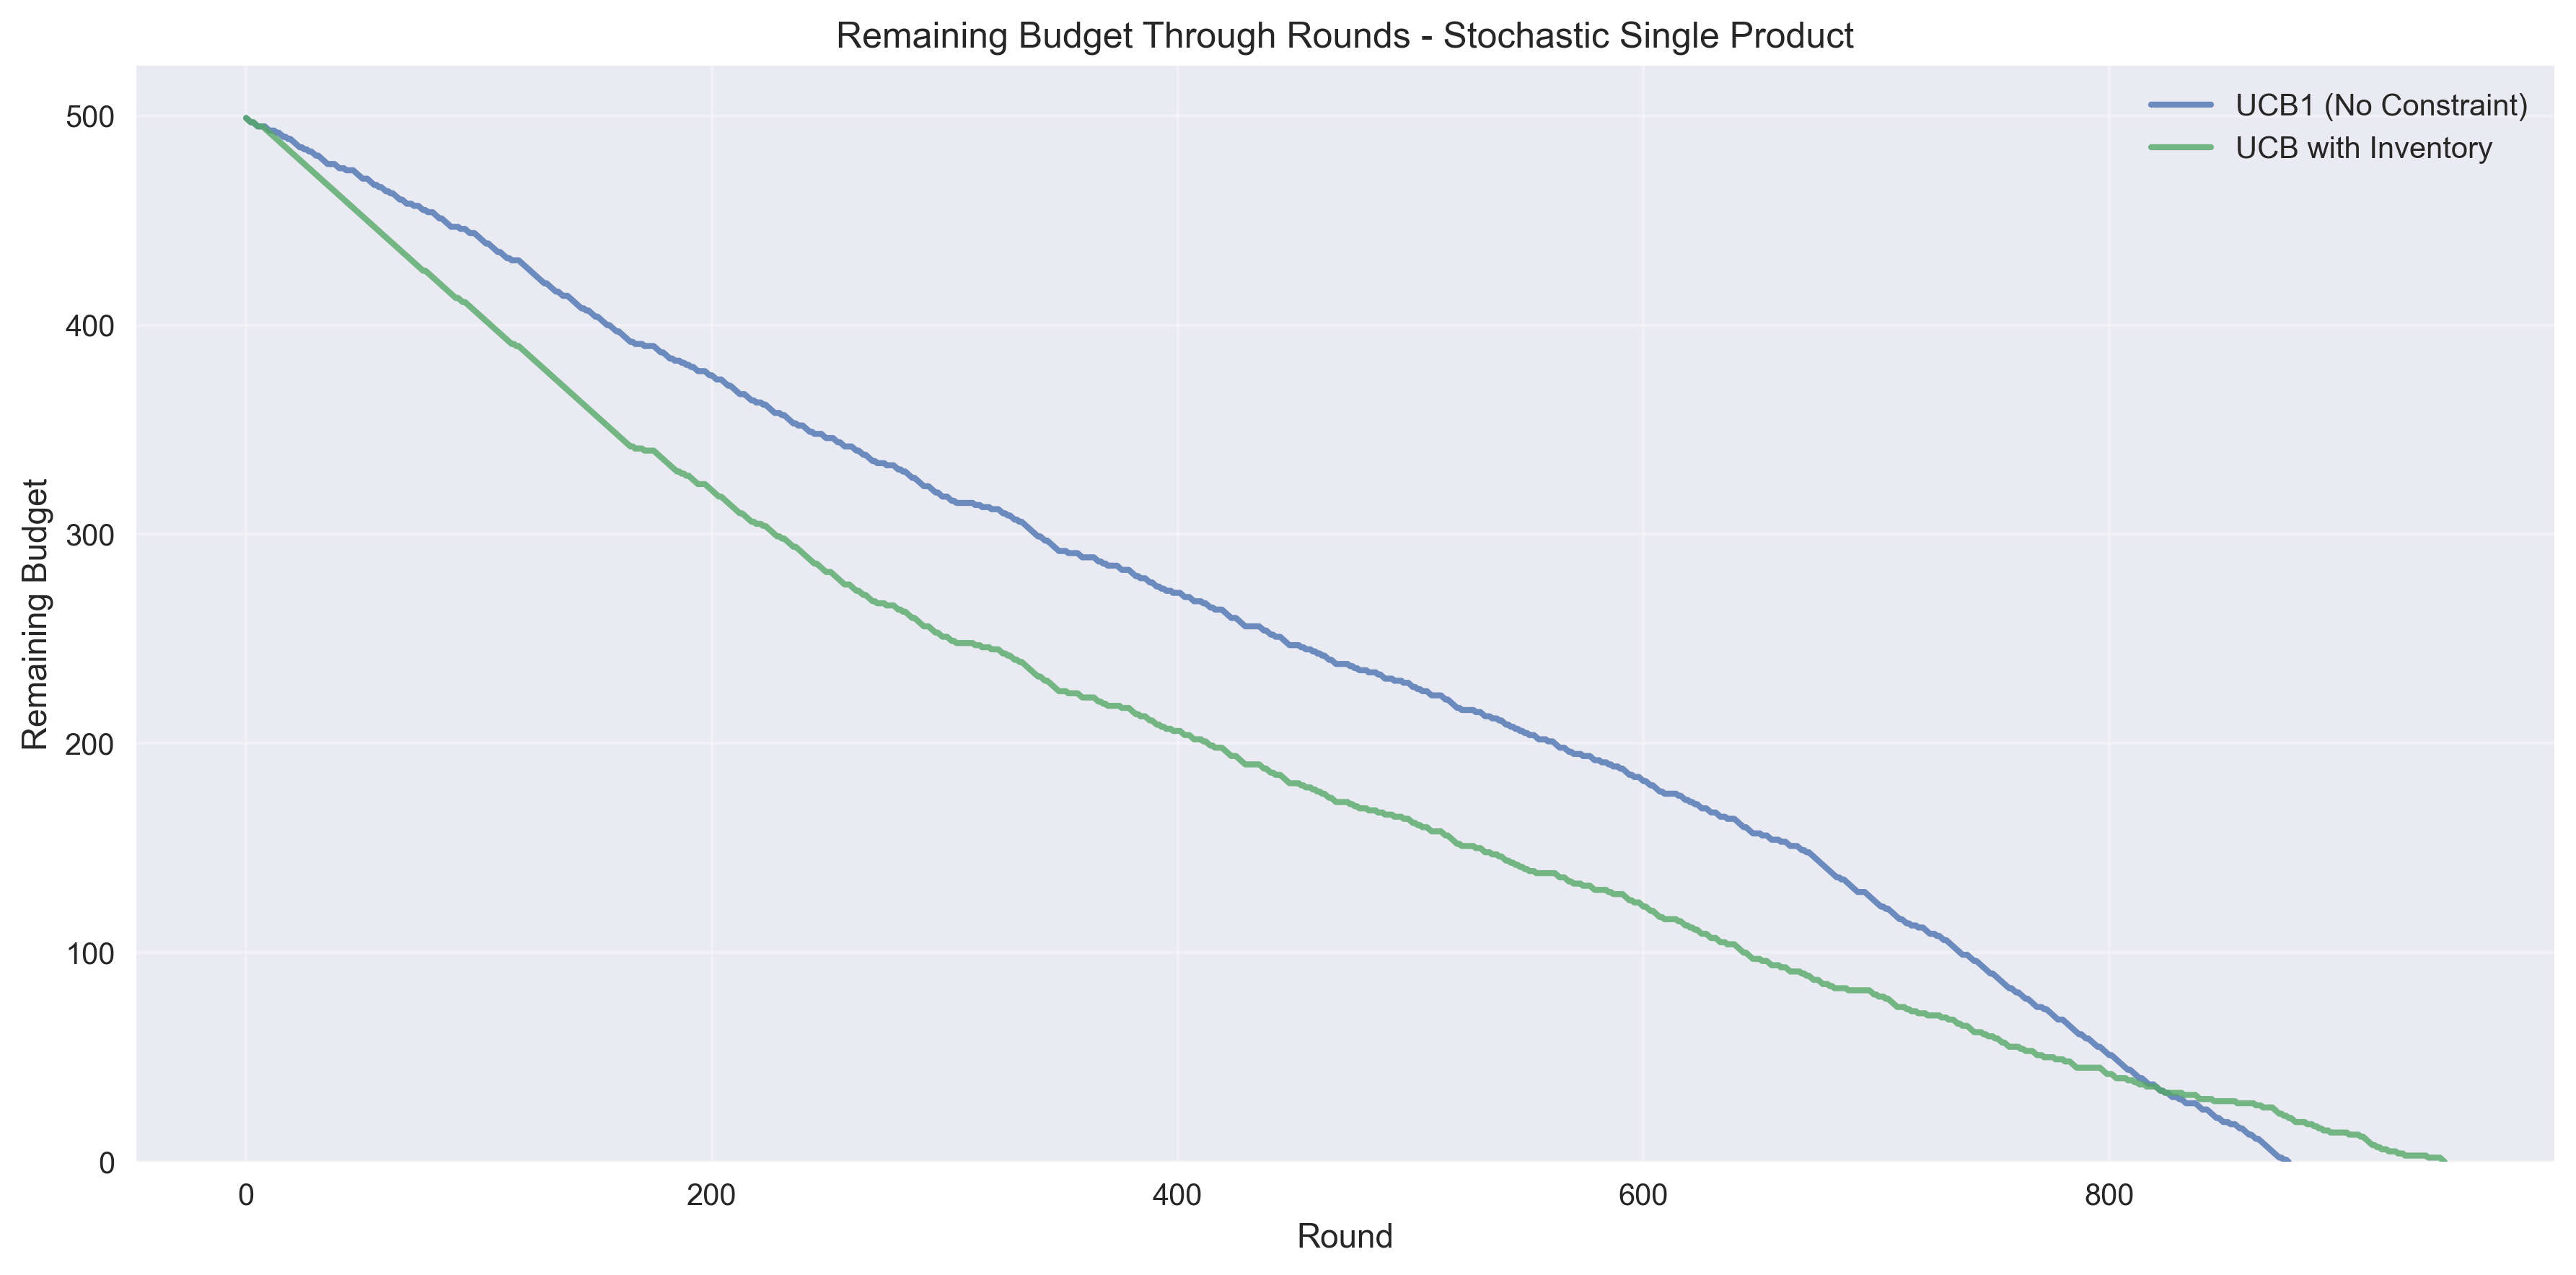 Remaining Budget Through Rounds - Stochastic Single Product
UCB1 (No Constraint)
UCB with Inventory
Remaining Budget
500
400
300
200
100
0
0
200
400
600
800
Round